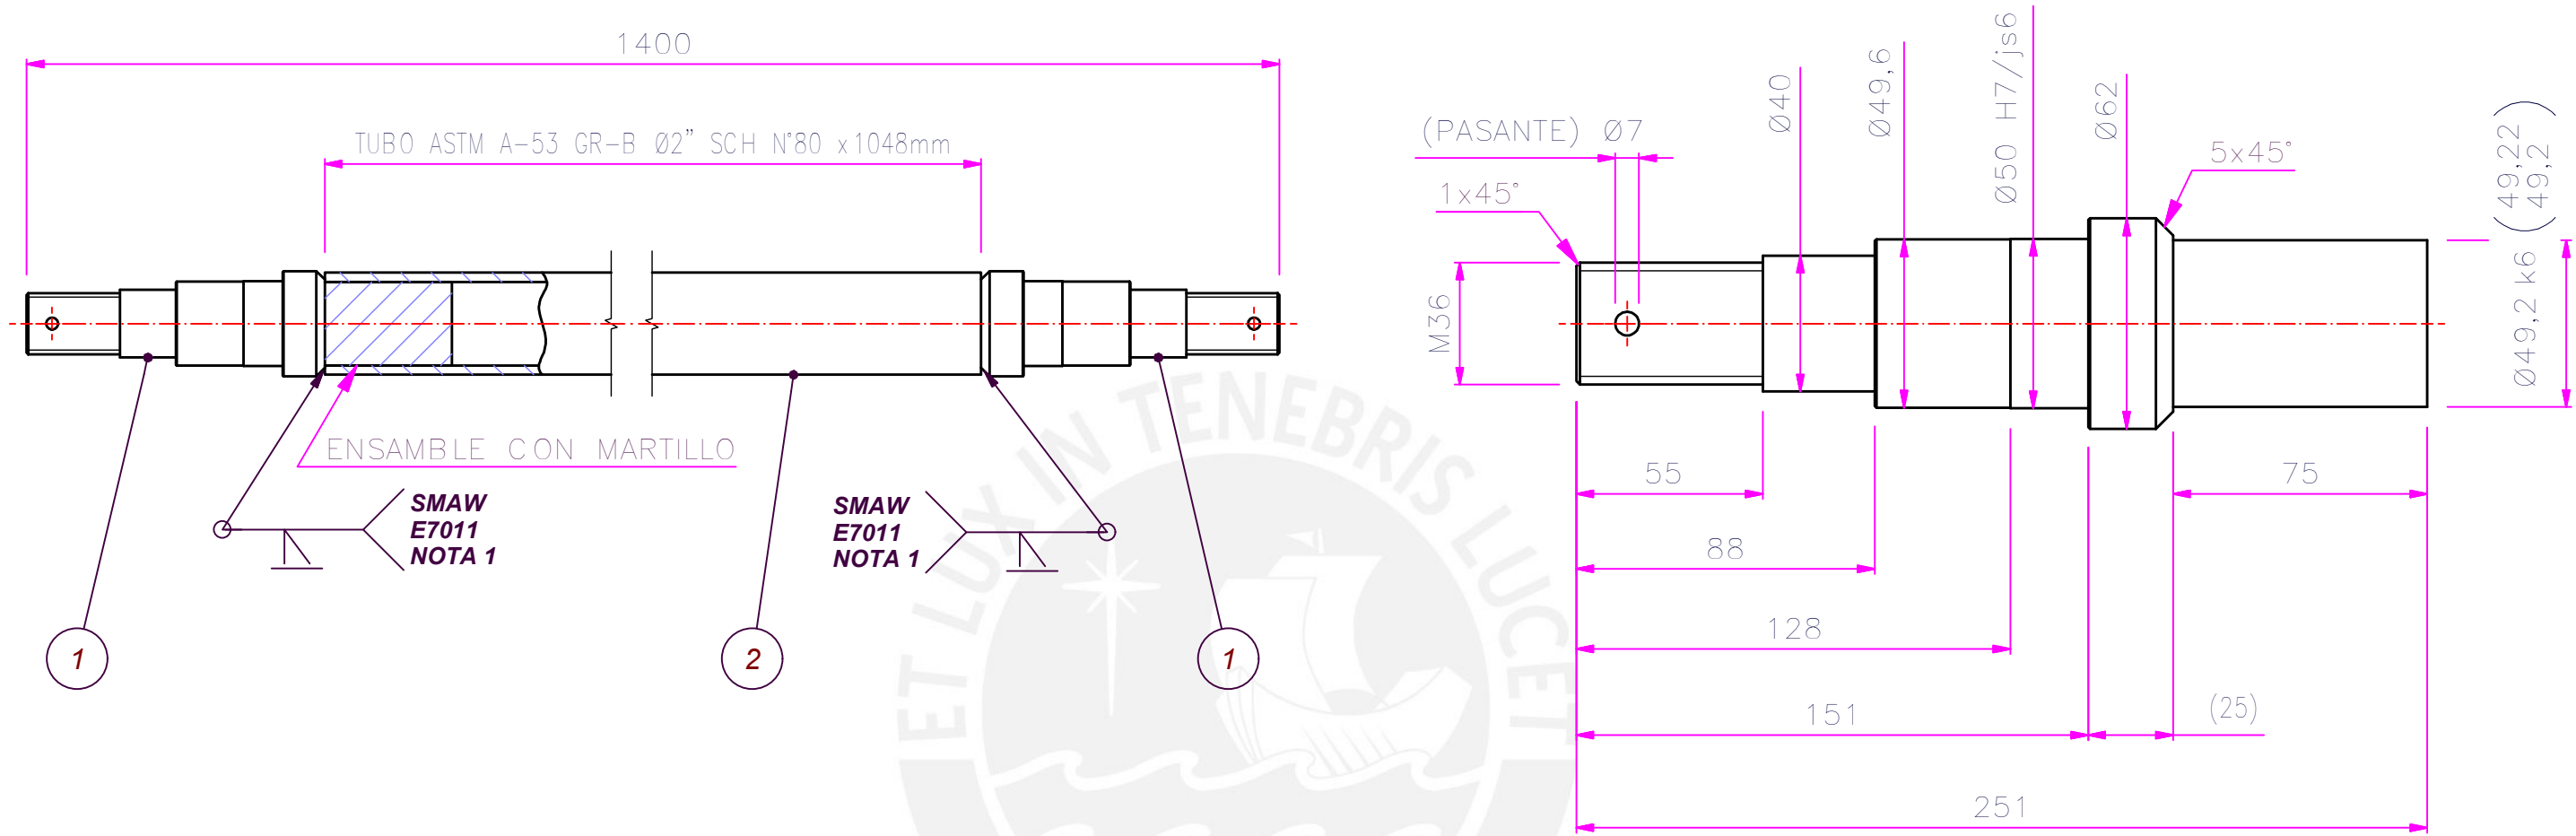 1400
TUBO ASTM A-53 GR-B Ø2" SCH N°80 x1048mm
ENSAMBLE CON MARTILLO
SMAW
E7011
NOTA 1
SMAW
E7011
NOTA 1
1
2
1
(PASANTE) Ø7
1x45°
M36
Ø40
Ø49,6
Ø50 H7/js6
Ø62
5x45°
Ø49,2 k6 (49,22
49,2)
55
75
88
128
151
(25)
251
ET LUX IN TENEBRIS LUCET